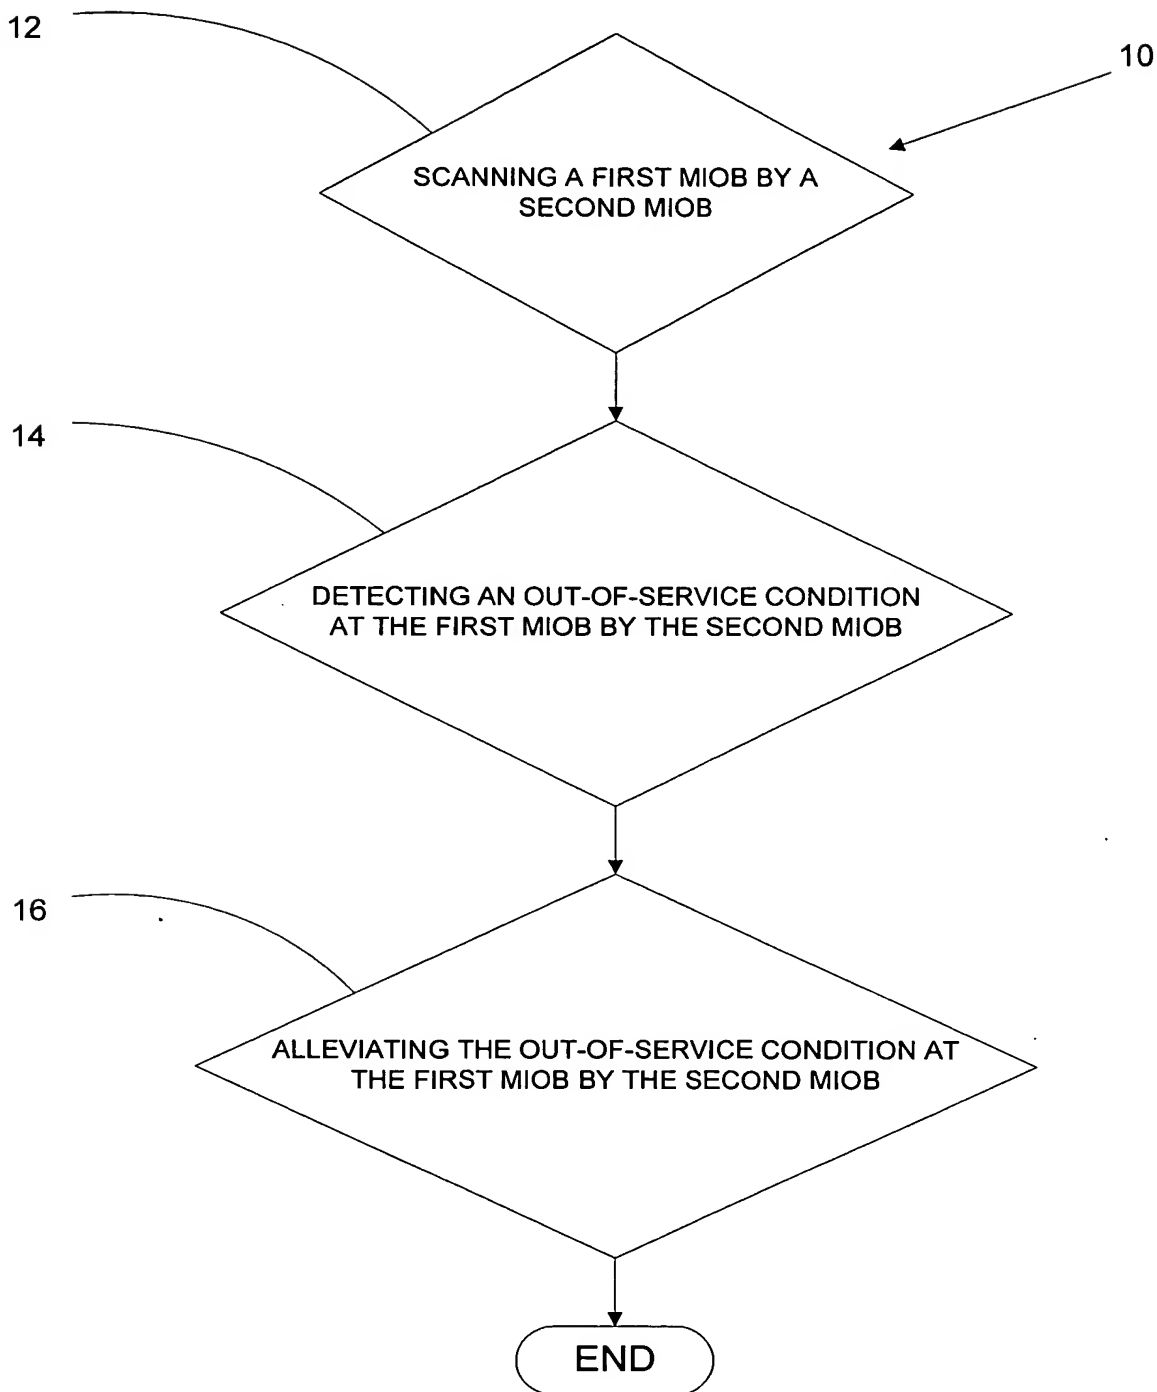 12
10
SCANNING A FIRST MIOB BY A
SECOND MIOB
14
DETECTING AN OUT-OF-SERVICE CONDITION
AT THE FIRST MIOB BY THE SECOND MIOB
16
ALLEVIATING THE OUT-OF-SERVICE CONDITION AT
THE FIRST MIOB BY THE SECOND MIOB
END